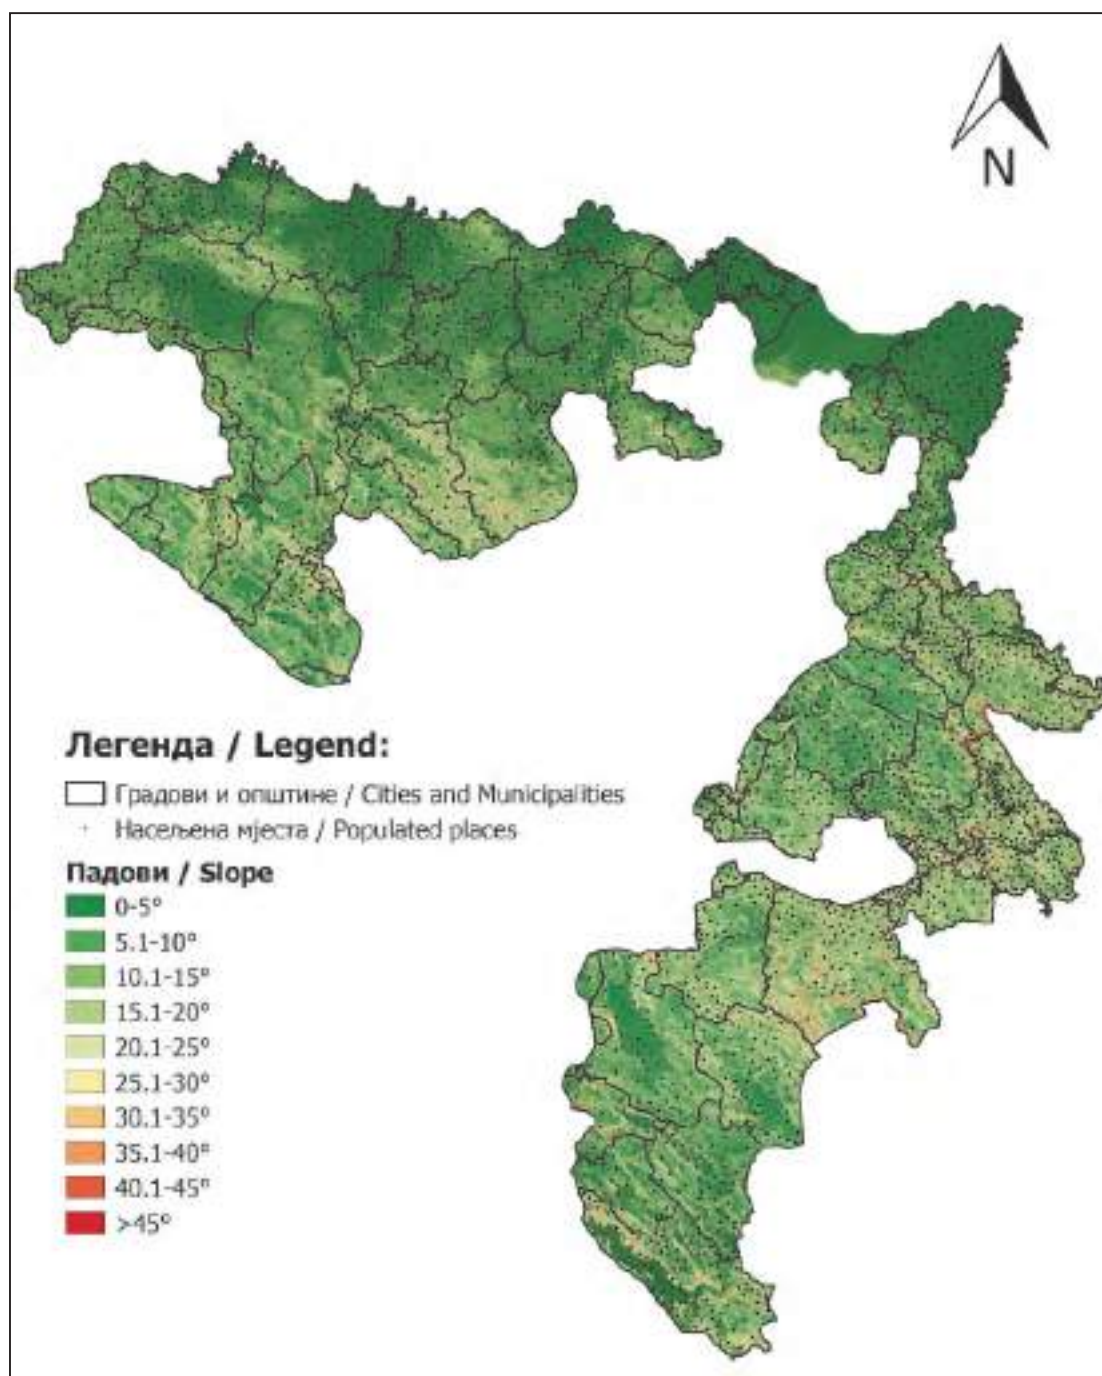 N
Легенда / Legend:
Градови и општине / Cities and Municipalities
Насељена мјеста / Populated places
Падови / Slope
0-5°
5.1-10°
10.1-15°
15.1-20°
20.1-25°
25.1-30°
30.1-35°
35.1-40°
40.1-45°
>45°